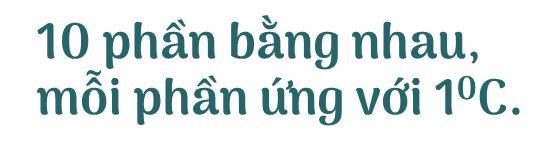 10 phần bằng nhau,
mỗi phần ứng với 1⁰C.